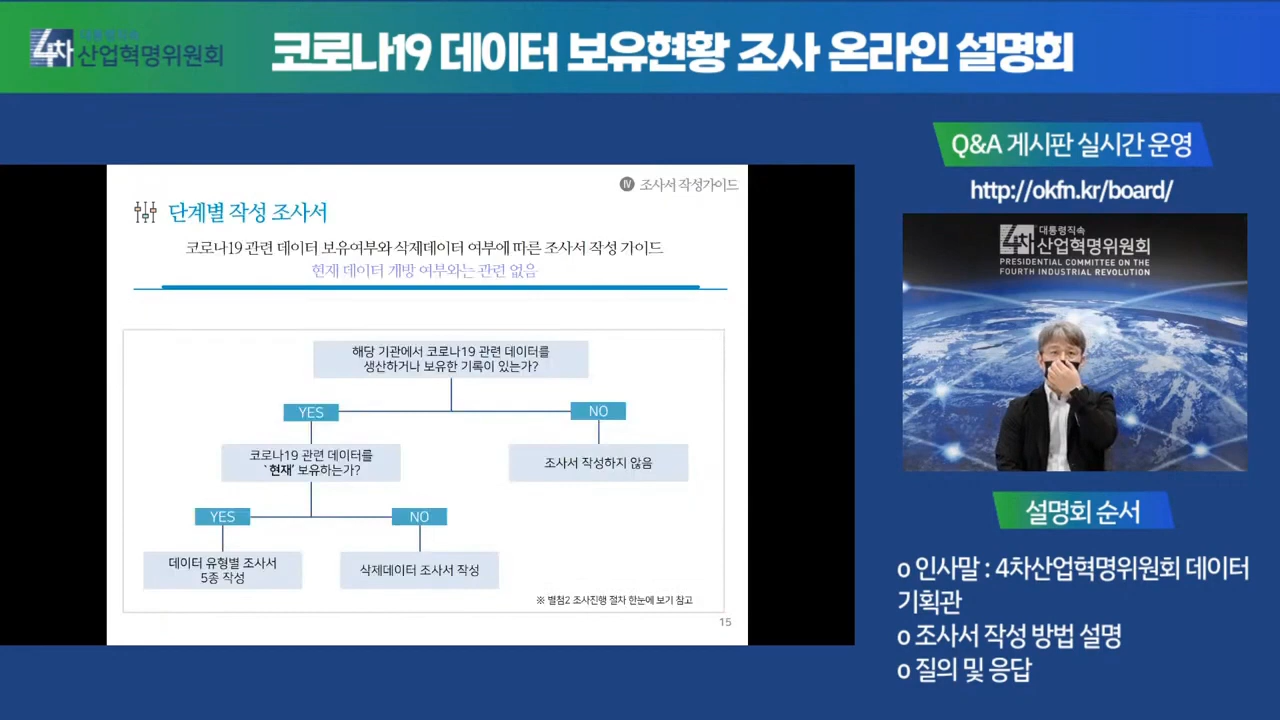 대통령직속
4차 산업혁명위원회
코로나19 데이터 보유현황 조사 온라인 설명회
Ⅳ 조사서 작성가이드
단계별 작성 조사서
코로나19 관련 데이터 보유여부와 삭제데이터 여부에 따른 조사서 작성 가이드
현재 데이터 개방 여부와는 관련 없음
해당 기관에서 코로나19 관련 데이터를
생산하거나 보유한 기록이 있는가?
YES
NO
코로나19 관련 데이터를
`현재' 보유하는가?
조사서 작성하지 않음
YES
NO
데이터 유형별 조사서
5종 작성
삭제데이터 조사서 작성
※ 별첨2 조사진행 절차 한눈에 보기 참고
15
Q&A 게시판 실시간 운영
http://okfn.kr/board/
대통령직속
4차 산업혁명위원회
PRESIDENTIAL COMMITTEE ON THE
FOURTH INDUSTRIAL REVOLUTION
설명회 순서
o 인사말 : 4차산업혁명위원회 데이터
기획관
o 조사서 작성 방법 설명
o 질의 및 응답